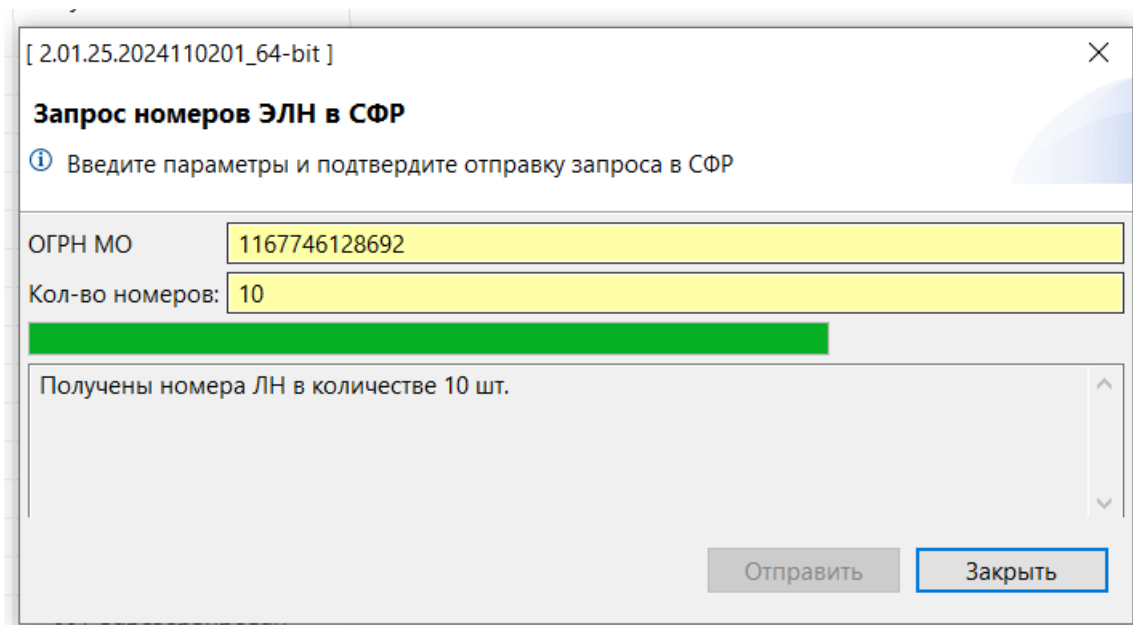 [ 2.01.25.2024110201_64-bit ]
Запрос номеров ЭЛН в СФР
Введите параметры и подтвердите отправку запроса в СФР
ОГРН МО 1167746128692
Кол-во номеров: 10
Получены номера ЛН в количестве 10 шт.
Отправить Закрыть